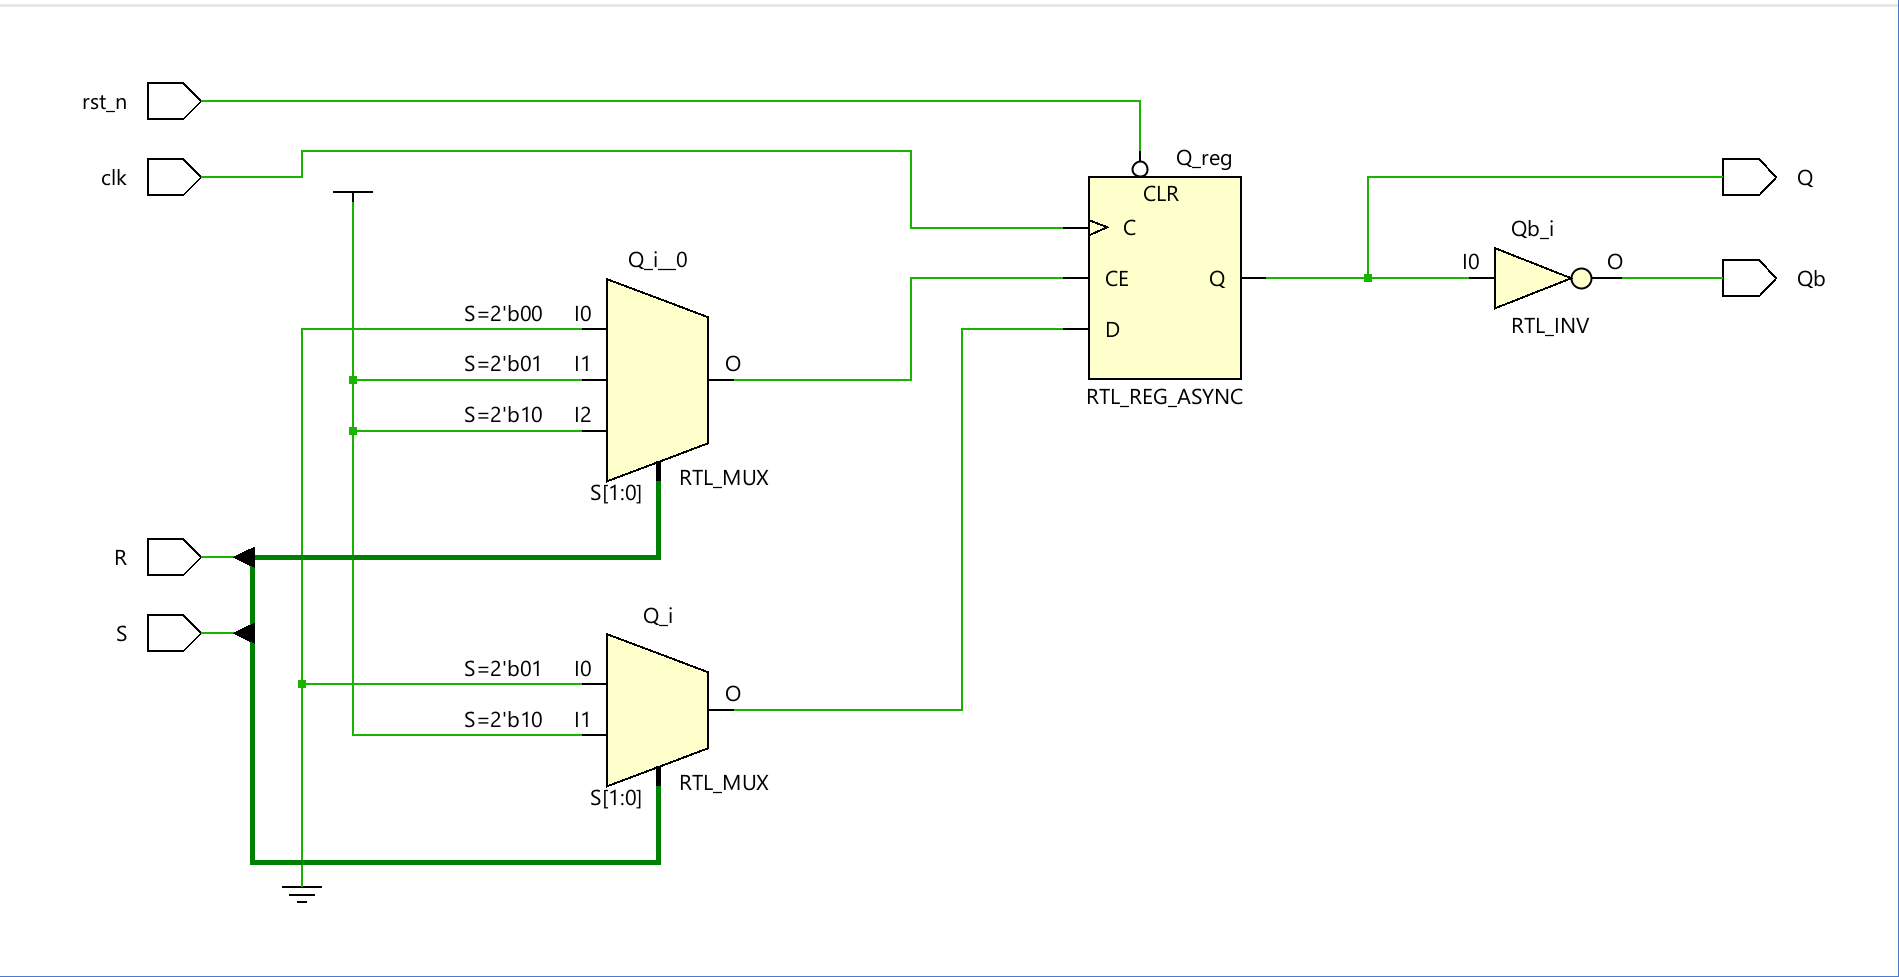 rst_n
clk
Q_i__0
S=2'b00 I0
S=2'b01 I1
S=2'b10 I2
O
S[1:0]
RTL_MUX
R
S
Q_i
S=2'b01 I0
S=2'b10 I1
O
S[1:0]
RTL_MUX
Q_reg
CLR
C
CE
D
Q
RTL_REG_ASYNC
Qb_i
I0
O
RTL_INV
Q
Qb